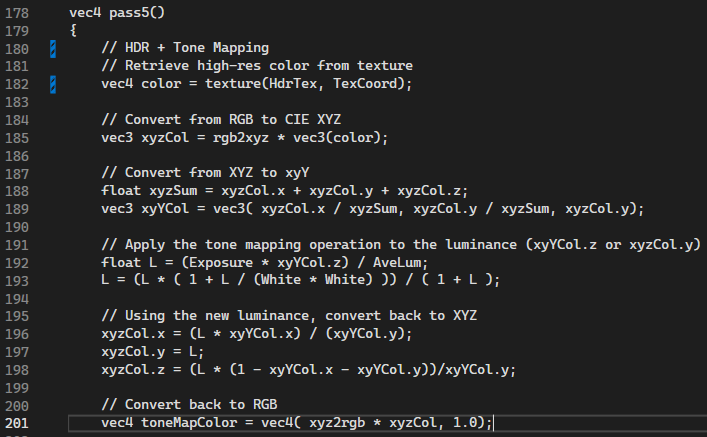 178 vec4 pass5()
179 {
180 // HDR + Tone Mapping
181 // Retrieve high-res color from texture
182 vec4 color = texture(HdrTex, TexCoord);
183
184 // Convert from RGB to CIE XYZ
185 vec3 xyzCol = rgb2xyz * vec3(color);
186
187 // Convert from XYZ to xyY
188 float xyzSum = xyzCol.x + xyzCol.y + xyzCol.z;
189 vec3 xyYCol = vec3( xyzCol.x / xyzSum, xyzCol.y / xyzSum, xyzCol.y);
190
191 // Apply the tone mapping operation to the luminance (xyYCol.z or xyzCol.y)
192 float L = (Exposure * xyYCol.z) / AveLum;
193 L = (L * ( 1 + L / (White * White) )) / ( 1 + L );
194
195 // Using the new luminance, convert back to XYZ
196 xyzCol.x = (L * xyYCol.x) / (xyYCol.y);
197 xyzCol.y = L;
198 xyzCol.z = (L * (1 - xyYCol.x - xyYCol.y))/xyYCol.y;
199
200 // Convert back to RGB
201 vec4 toneMapColor = vec4( xyz2rgb * xyzCol, 1.0);